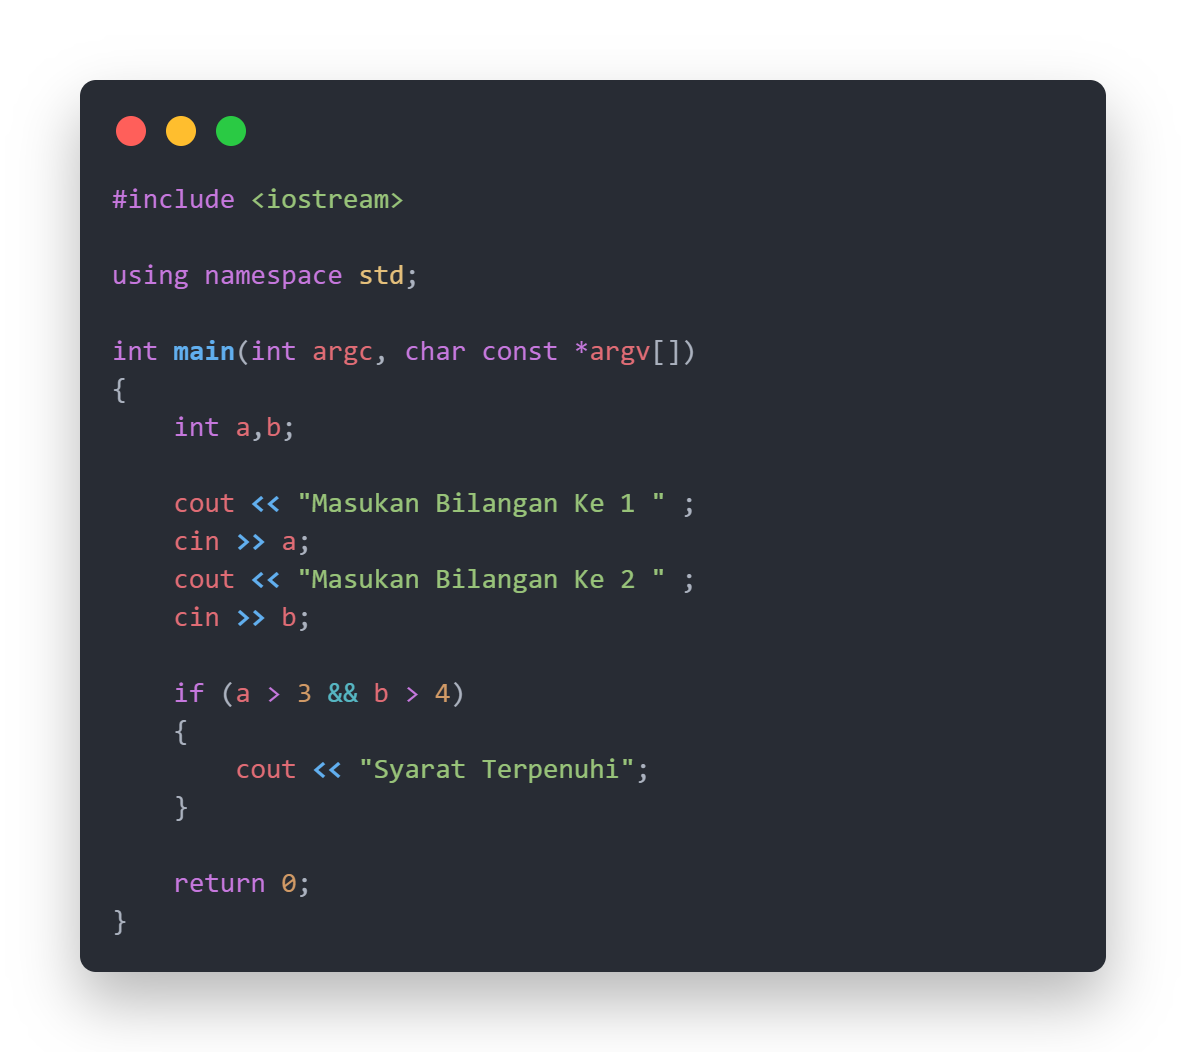 #include <iostream>
using namespace std;
int main(int argc, char const *argv[])
{
    int a,b;
    cout << "Masukan Bilangan Ke 1 " ;
    cin >> a;
    cout << "Masukan Bilangan Ke 2 " ;
    cin >> b;
    if (a > 3 && b > 4)
    {
        cout << "Syarat Terpenuhi";
    }
    return 0;
}